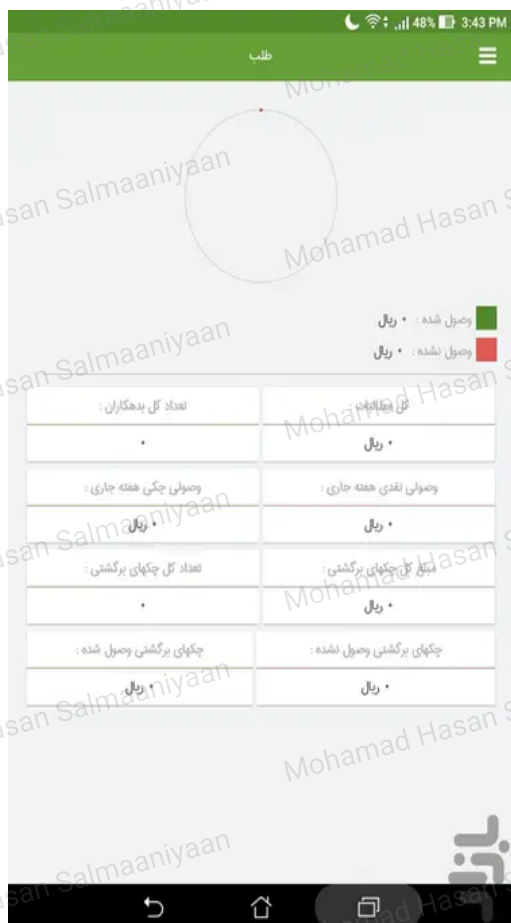 48% 3:43 PM
طلب
وصول شده : ۰ ریال
وصول نشده : ۰ ریال
کل مطالبات :
تعداد کل بدهکاران :
۰ ریال
۰
وصولی نقدی هفته جاری :
وصولی چکی هفته جاری :
۰ ریال
۰ ریال
مبلغ کل چکهای برگشتی :
تعداد کل چکهای برگشتی :
۰ ریال
۰
چکهای برگشتی وصول نشده :
چکهای برگشتی وصول شده :
۰ ریال
۰ ریال
Mohamad Hasan Salmaaniyaan